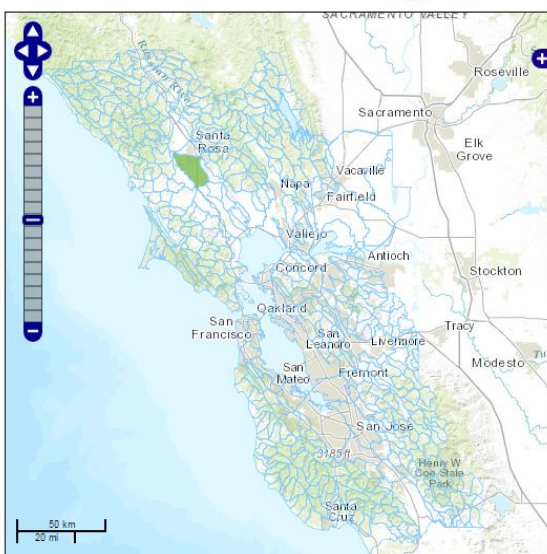 SACRAMENTO VALLEY
Roseville
Russian River
Sacramento
Elk
Grove
Santa
Rosa
Vacaville
Napa
Fairfield
Vallejo
Antioch
Concord
Stockton
Oakland
San
Francisco
San
Leandro
Livermore
Tracy
San
Mateo
Fremont
Modesto
San Jose
3185 ft
Henry W
Coe State
Park
Santa
Cruz
50 km
20 mi